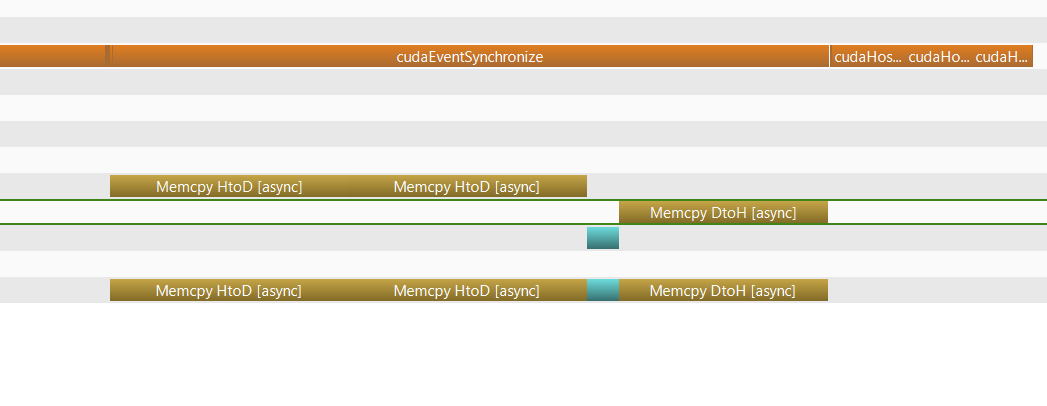 cudaEventSynchronize cudaHos... cudaHo... cudaH...
Memcpy HtoD [async] Memcpy HtoD [async]
Memcpy DtoH [async]
Memcpy HtoD [async] Memcpy HtoD [async] Memcpy DtoH [async]